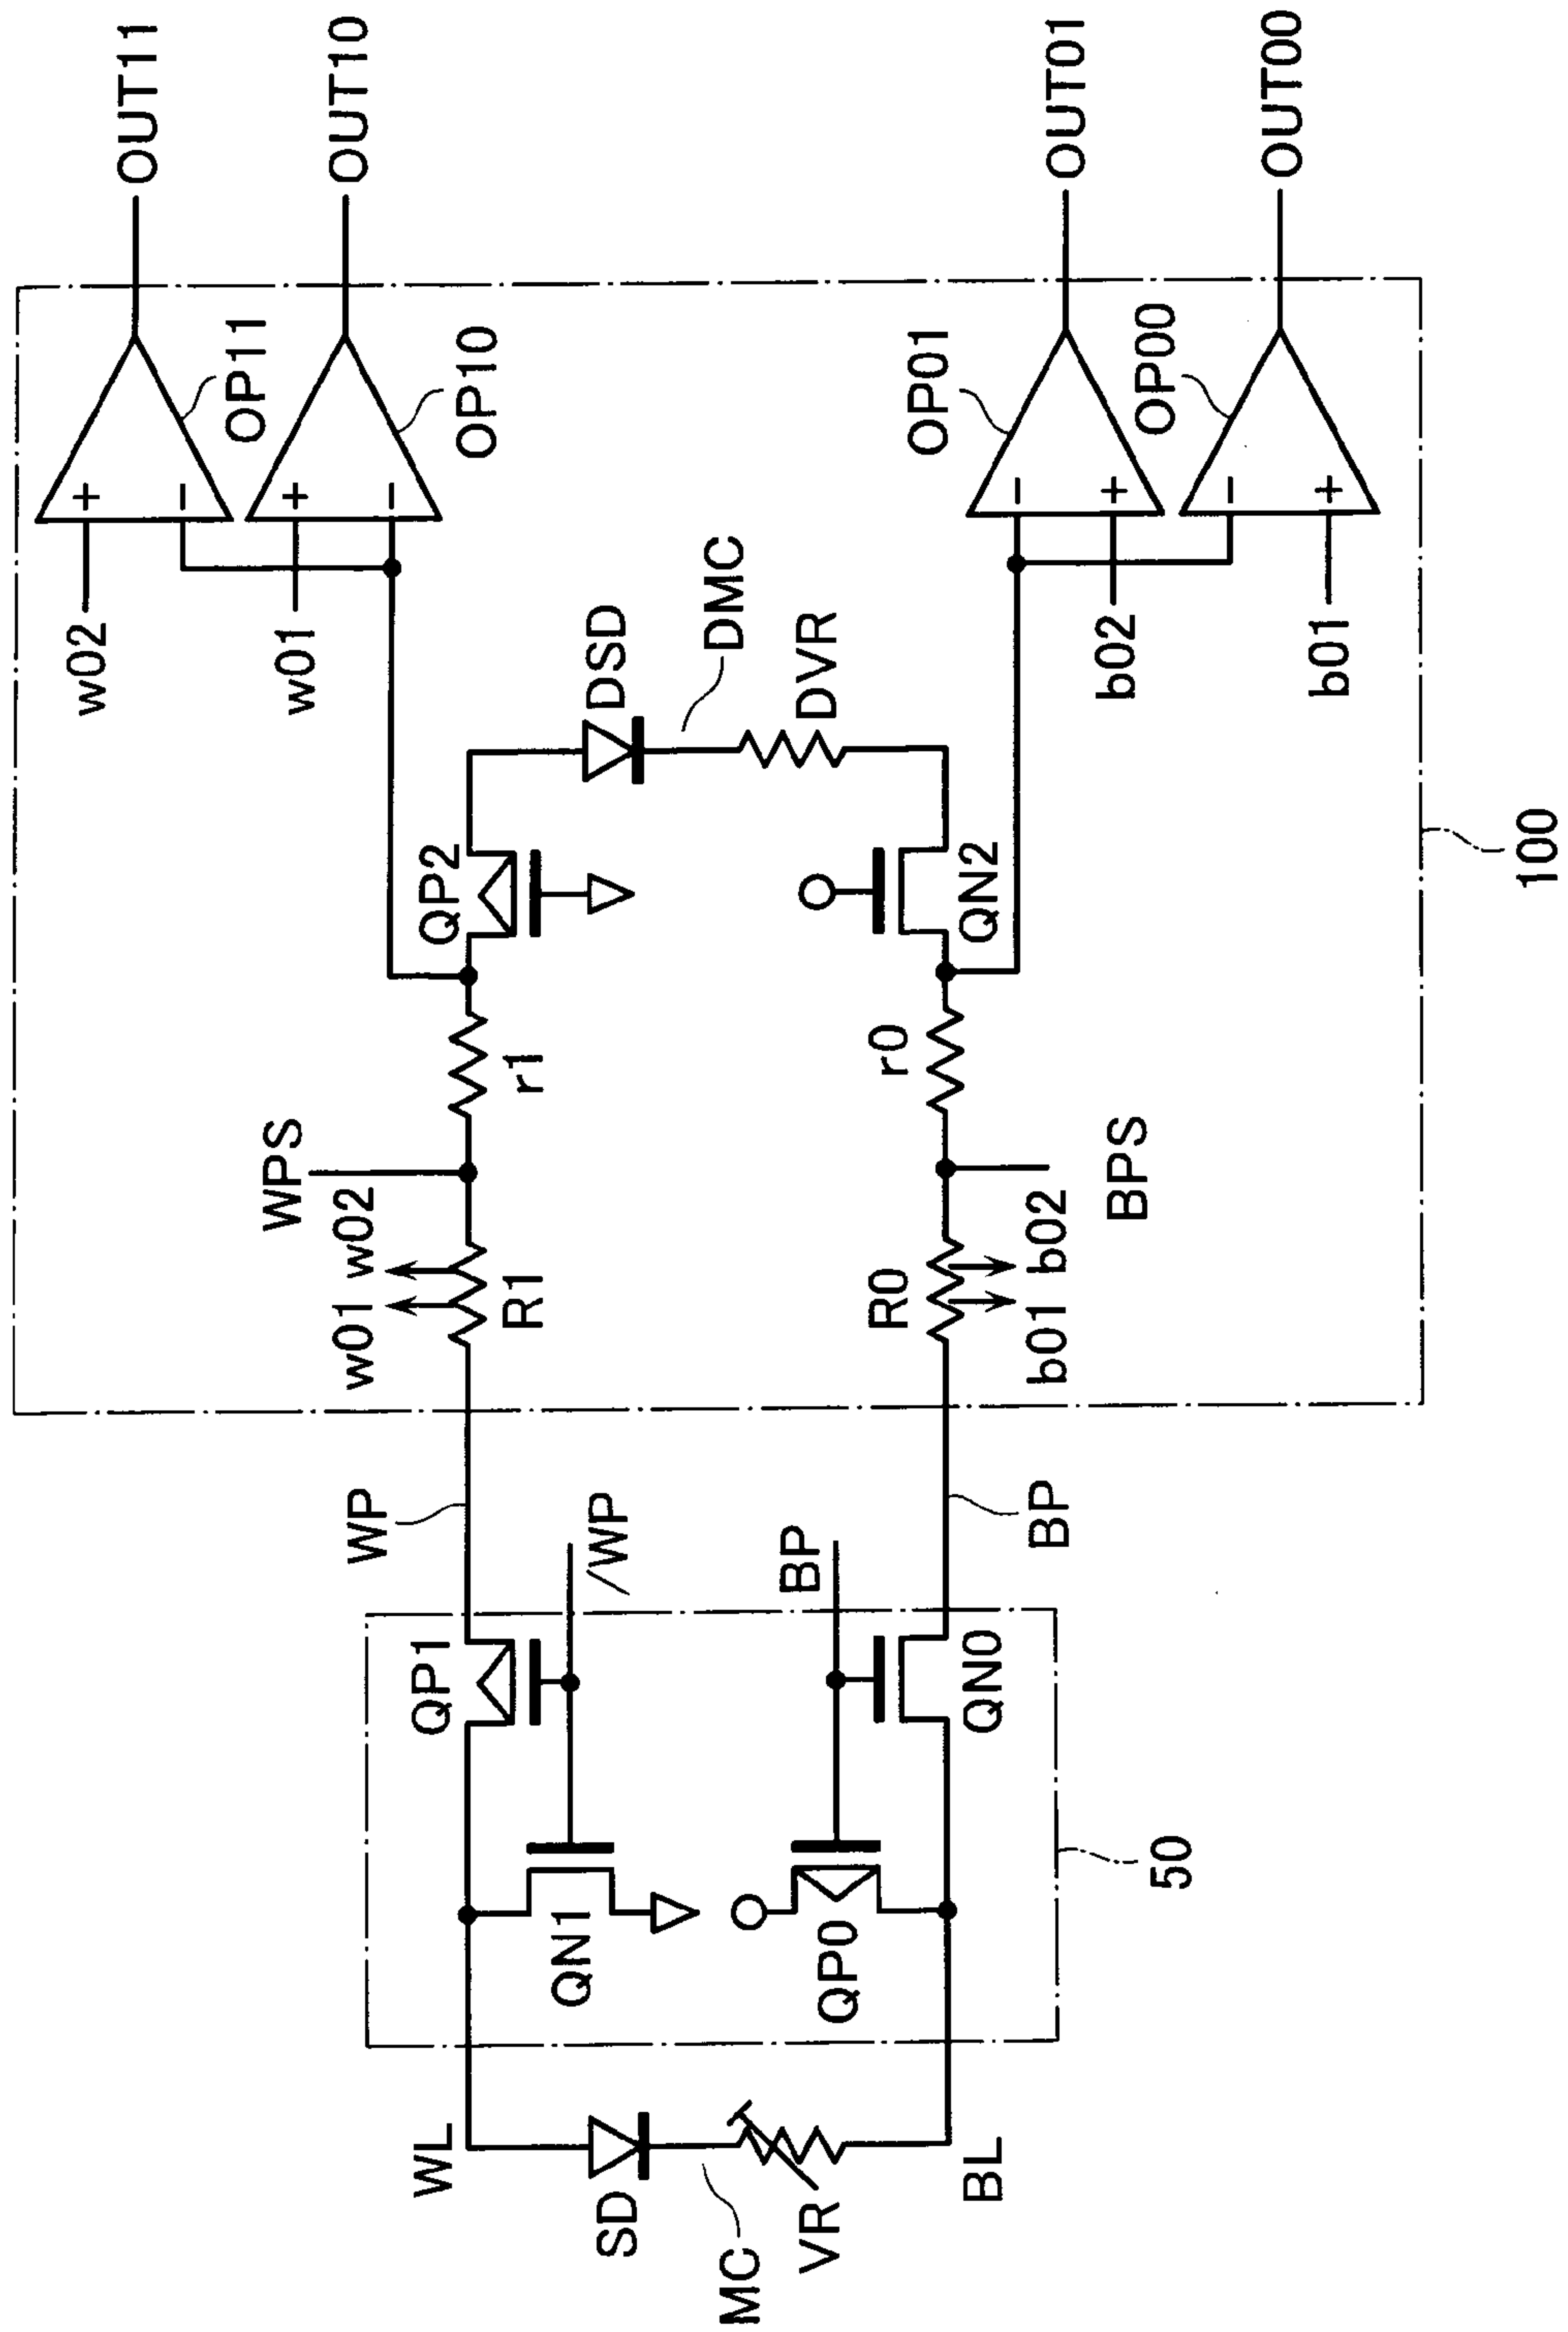 OUT11
OUT10
OUT01
OUT00
OP11
OP10
OP01
OP00
+
-
+
-
-
+
-
+
w02
w01
b02
b01
DSD
DMC
DVR
QP2
QN2
r1
r0
WPS
BPS
w01 w02
R1
R0
b01 b02
100
WP
/WP
BP
BP
QP1
QN0
QN1
QP0
50
WL
SD
MC
VR
BL